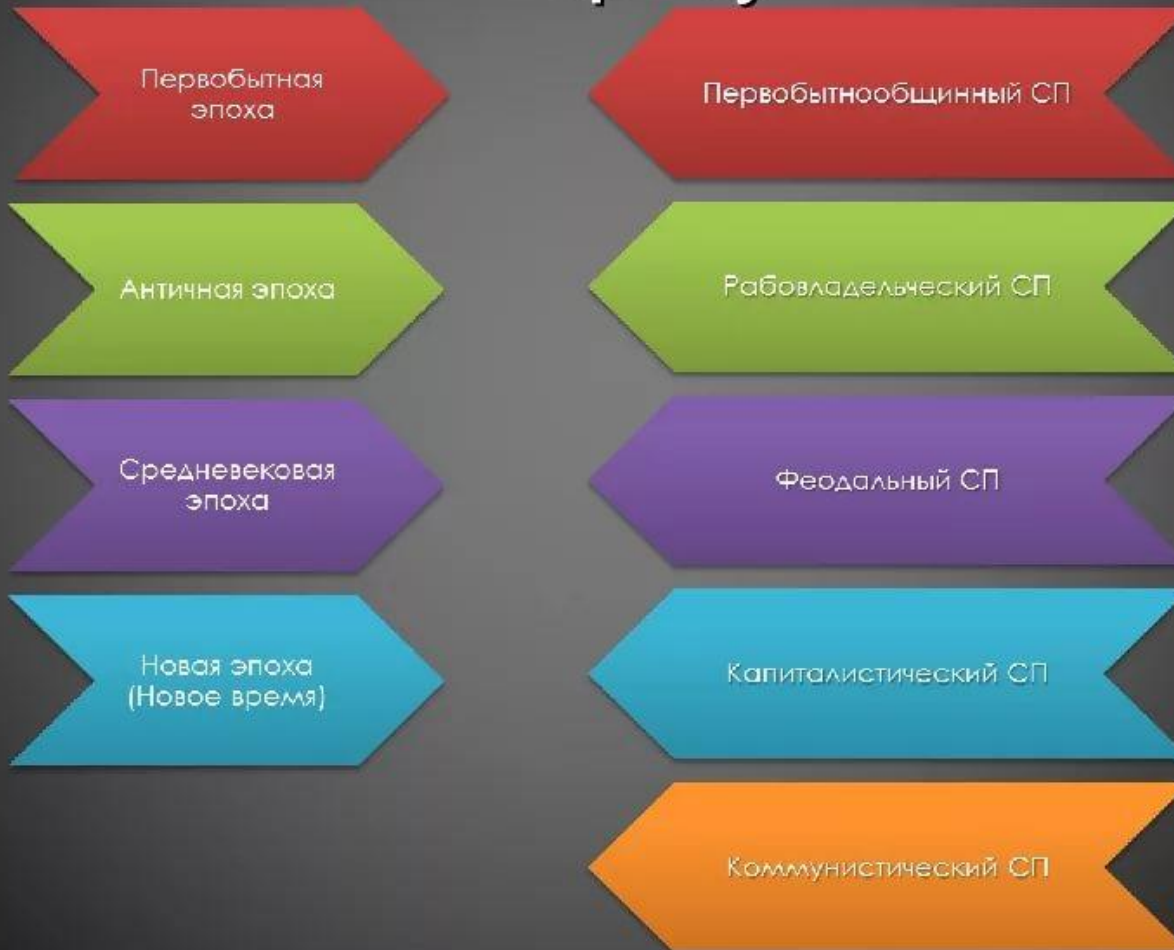 Первобытная
эпоха
Первобытнообщинный СП
Античная эпоха
Рабовладельческий СП
Средневековая
эпоха
Феодальный СП
Новая эпоха
(Новое время)
Капиталистический СП
Коммунистический СП